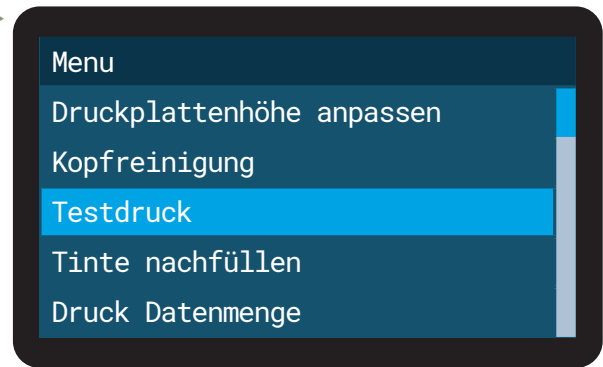 Menu
Druckplattenhöhe anpassen
Kopfreinigung
Testdruck
Tinte nachfüllen
Druck Datenmenge